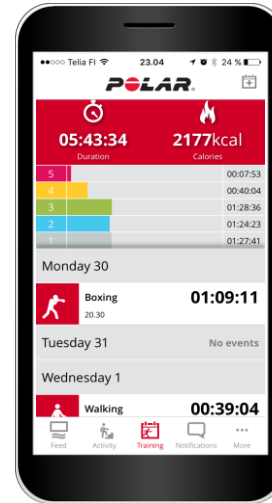 Telia FI 23.04 24 %
POLAR
05:43:34 2177kcal
Duration Calories
5 00:07:53
4 00:40:04
3 01:28:36
2 01:24:23
1 01:27:41
Monday 30
Boxing 01:09:11
20.30
Tuesday 31 No events
Wednesday 1
Walking 00:39:04
Feed Activity Training Notifications More